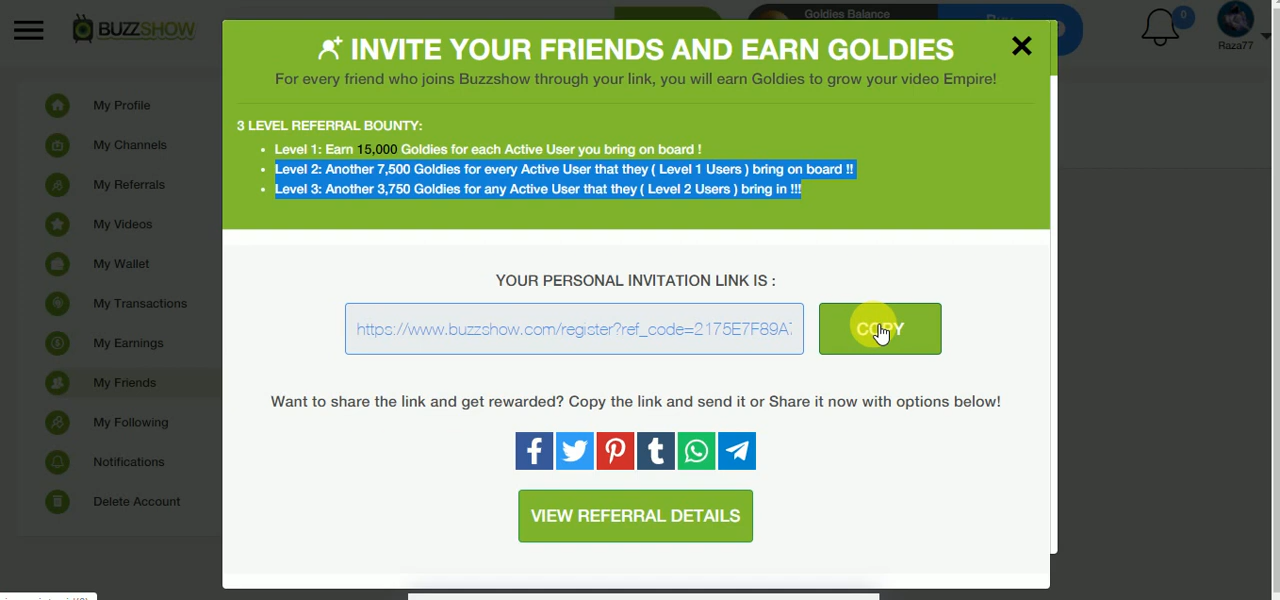 BUZZSHOW
Goldies Balance
0
Raza77
INVITE YOUR FRIENDS AND EARN GOLDIES
For every friend who joins Buzzshow through your link, you will earn Goldies to grow your video Empire!
3 LEVEL REFERRAL BOUNTY:
Level 1: Earn 15,000 Goldies for each Active User you bring on board !
Level 2: Another 7,500 Goldies for every Active User that they ( Level 1 Users ) bring on board !!
Level 3: Another 3,750 Goldies for any Active User that they ( Level 2 Users ) bring in !!!
My Profile
My Channels
My Referrals
My Videos
My Wallet
My Transactions
My Earnings
My Friends
My Following
Notifications
Delete Account
YOUR PERSONAL INVITATION LINK IS :
https://www.buzzshow.com/register?ref_code=2175E7F89A7
COPY
Want to share the link and get rewarded? Copy the link and send it or Share it now with options below!
VIEW REFERRAL DETAILS